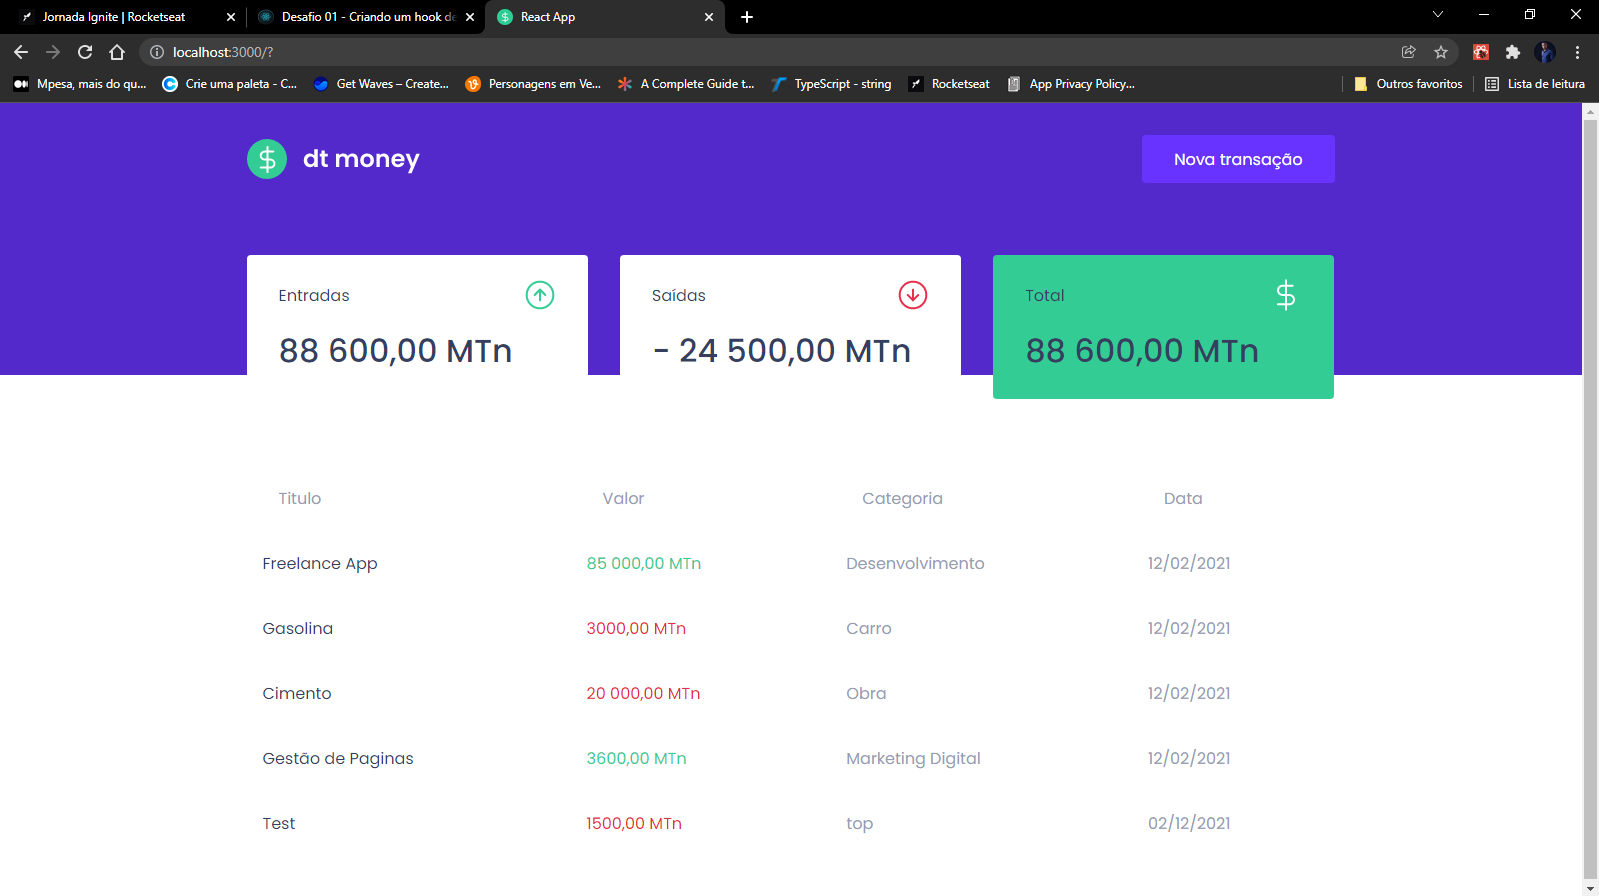 Jornada Ignite | Rocketseat
Desafio 01 - Criando um hook de
React App
localhost:3000/?
Mpesa, mais do qu...
Crie uma paleta - C...
Get Waves – Create...
Personagens em Ve...
A Complete Guide t...
TypeScript - string
Rocketseat
App Privacy Policy...
Outros favoritos
Lista de leitura
$ dt money
Nova transação
Entradas
88 600,00 MTn
Saídas
- 24 500,00 MTn
Total $
88 600,00 MTn
Titulo Valor Categoria Data
Freelance App 85 000,00 MTn Desenvolvimento 12/02/2021
Gasolina 3000,00 MTn Carro 12/02/2021
Cimento 20 000,00 MTn Obra 12/02/2021
Gestão de Paginas 3600,00 MTn Marketing Digital 12/02/2021
Test 1500,00 MTn top 02/12/2021